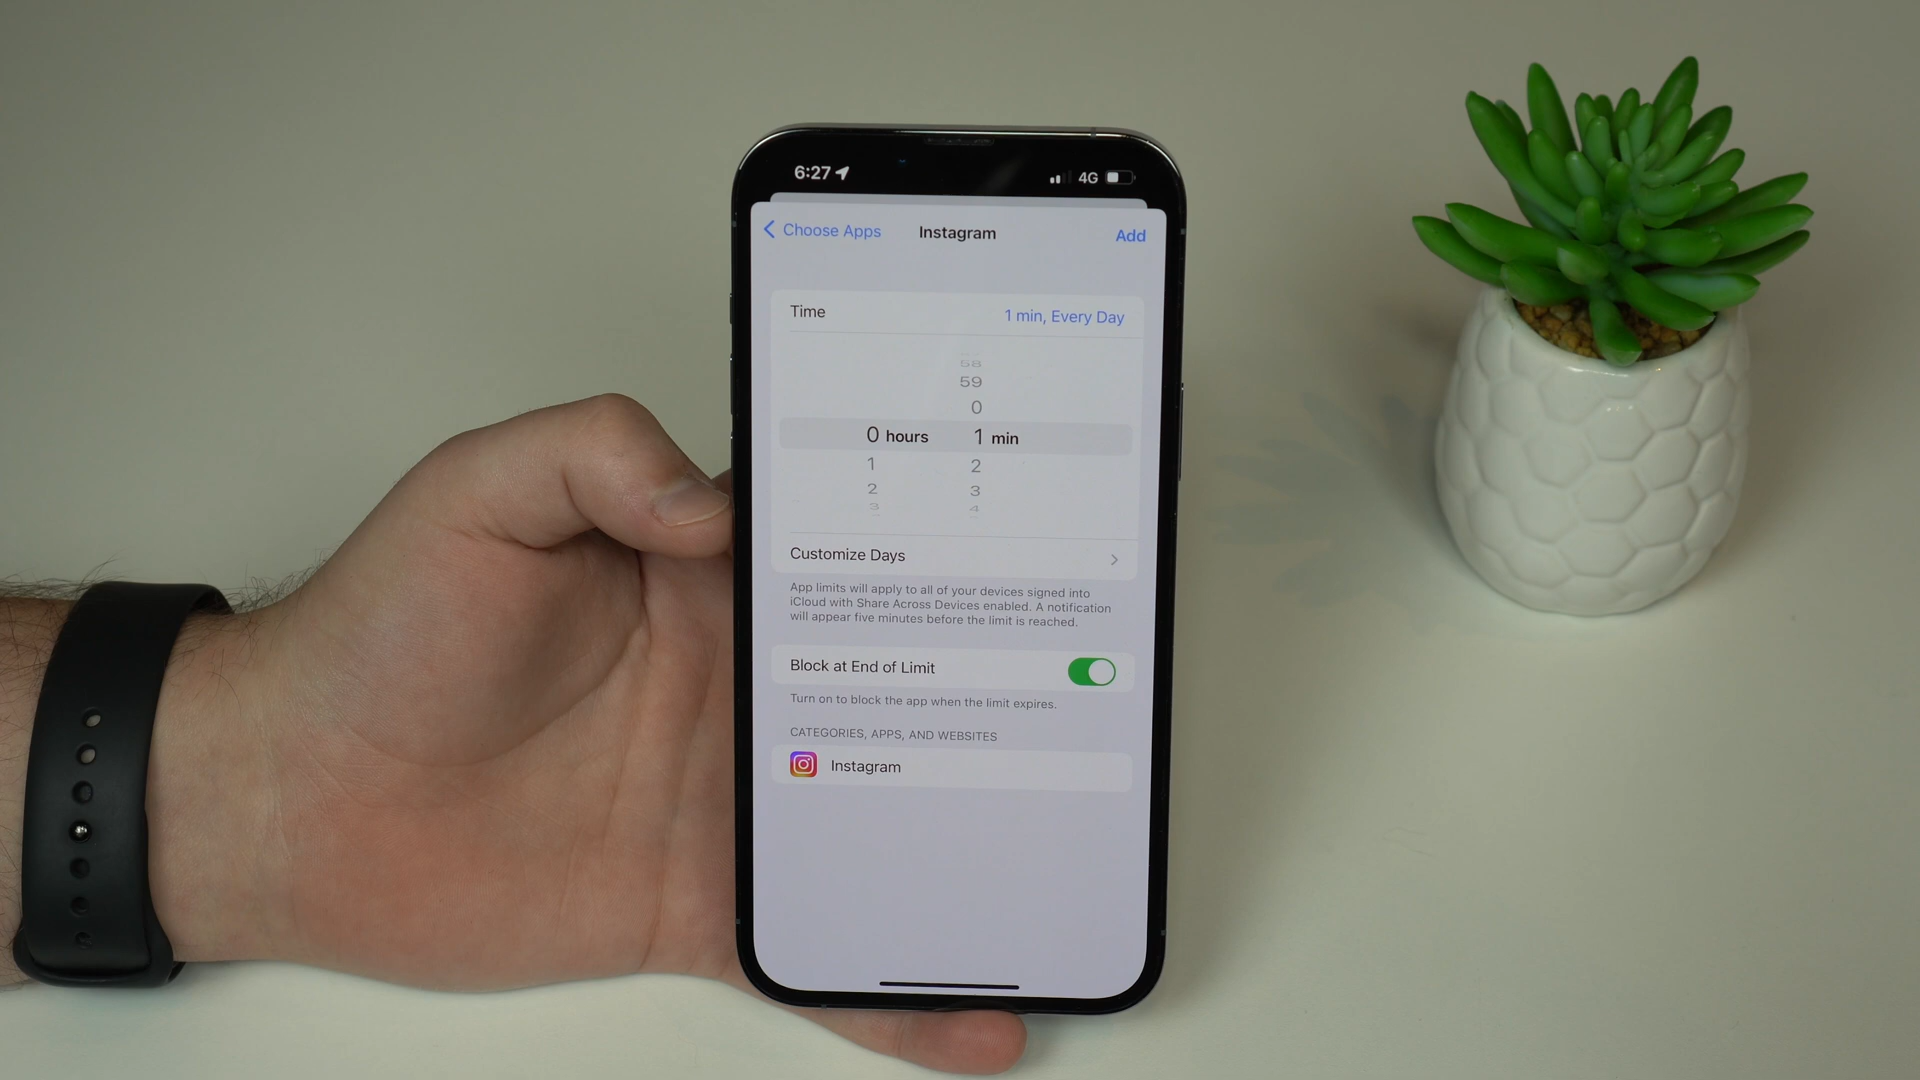 6:27
4G
Choose Apps
Instagram
Add
Time
1 min, Every Day
58
59
0
0 hours 1 min
1 2
2 3
3 4
Customize Days
App limits will apply to all of your devices signed into
iCloud with Share Across Devices enabled. A notification
will appear five minutes before the limit is reached.
Block at End of Limit
Turn on to block the app when the limit expires.
CATEGORIES, APPS, AND WEBSITES
Instagram